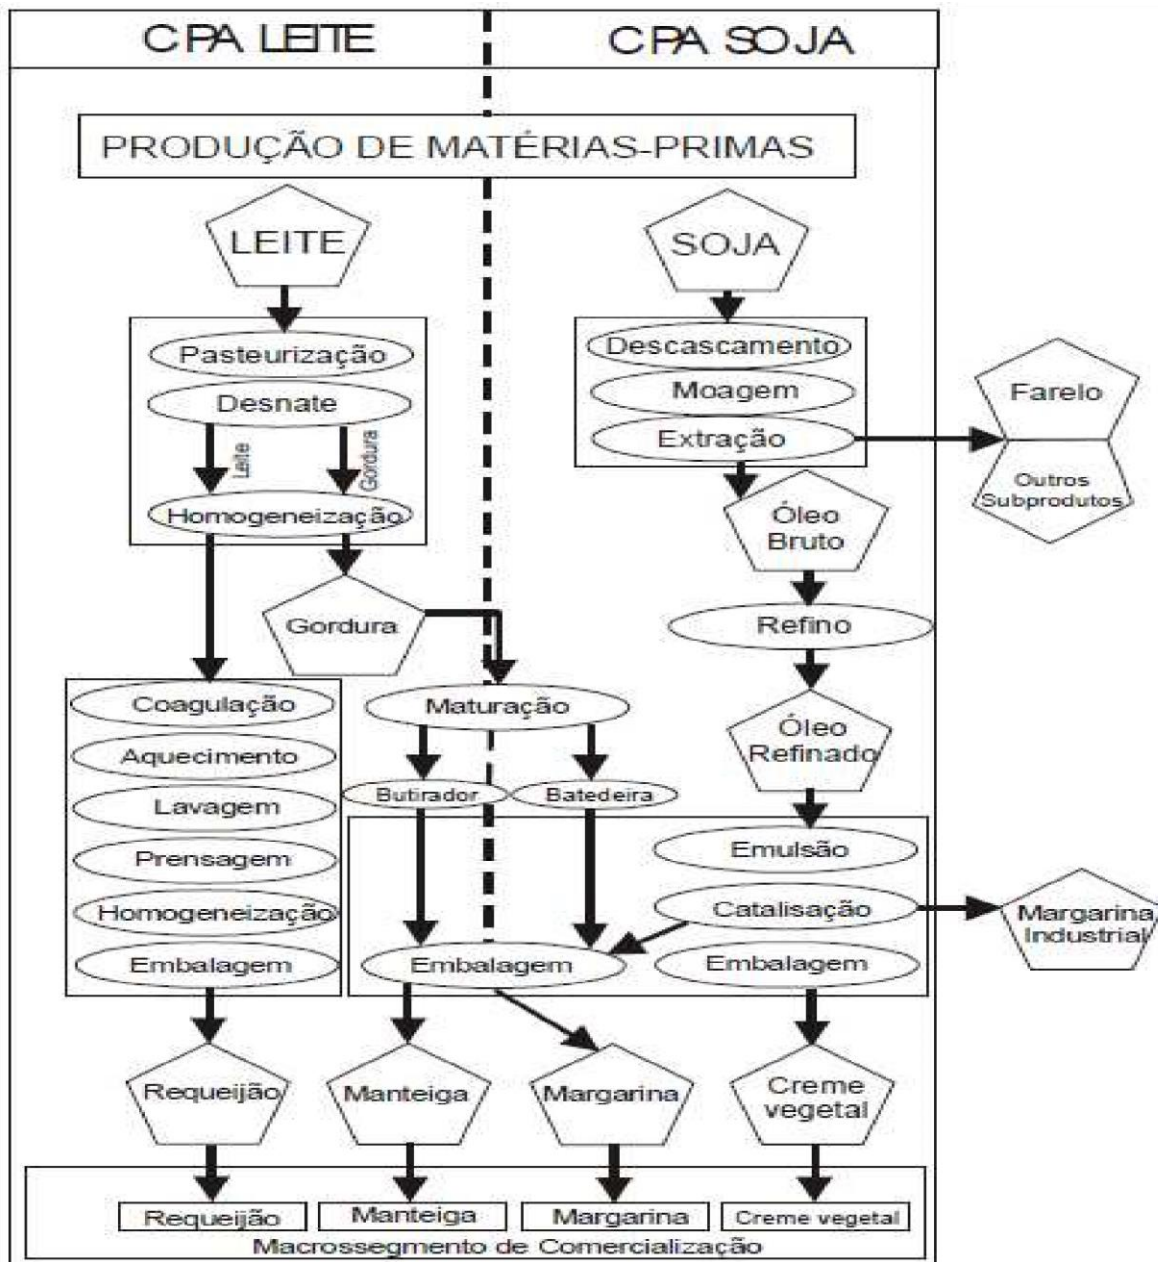 CPA LEITE
CPA SOJA
PRODUÇÃO DE MATÉRIAS-PRIMAS
LEITE
SOJA
Pasteurização
Desnate
Leite
Gordura
Homogeneização
Descascamento
Moagem
Extração
Farelo
Outros
Subprodutos
Óleo
Bruto
Gordura
Refino
Coagulação
Aquecimento
Lavagem
Prensagem
Homogeneização
Embalagem
Maturação
Butirador
Batedeira
Óleo
Refinado
Emulsão
Catalisação
Embalagem
Embalagem
Margarina
Industrial
Requeijão
Manteiga
Margarina
Creme
vegetal
Requeijão
Manteiga
Margarina
Creme vegetal
Macrossegmento de Comercialização